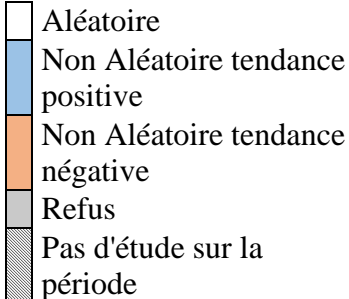 Aléatoire
Non Aléatoire tendance
positive
Non Aléatoire tendance
négative
Refus
Pas d'étude sur la
période